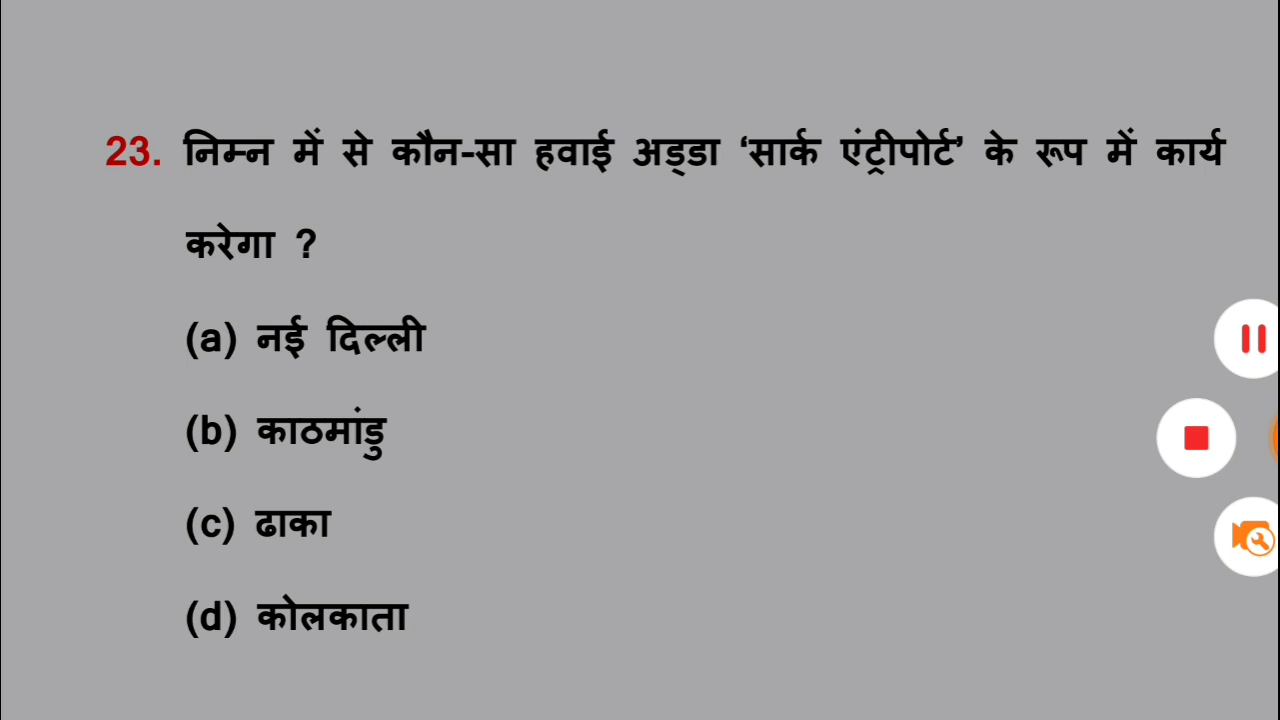 23. निम्न में से कौन-सा हवाई अड्डा ‘सार्क एंट्रीपोर्ट’ के रूप में कार्य
करेगा ?
(a) नई दिल्ली
(b) काठमांडु
(c) ढाका
(d) कोलकाता